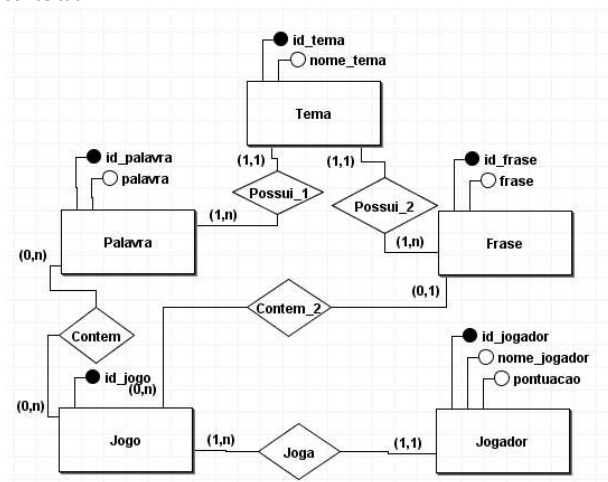 id_tema
nome_tema
Tema
(1,1)
(1,1)
id_palavra
palavra
Possui_1
Possui_2
id_frase
frase
(1,n)
(1,n)
Palavra
Frase
(0,n)
(0,1)
Contem_2
Contem
id_jogo
(0,n)
(0,n)
id_jogador
nome_jogador
pontuacao
Jogo
(1,n)
Joga
(1,1)
Jogador